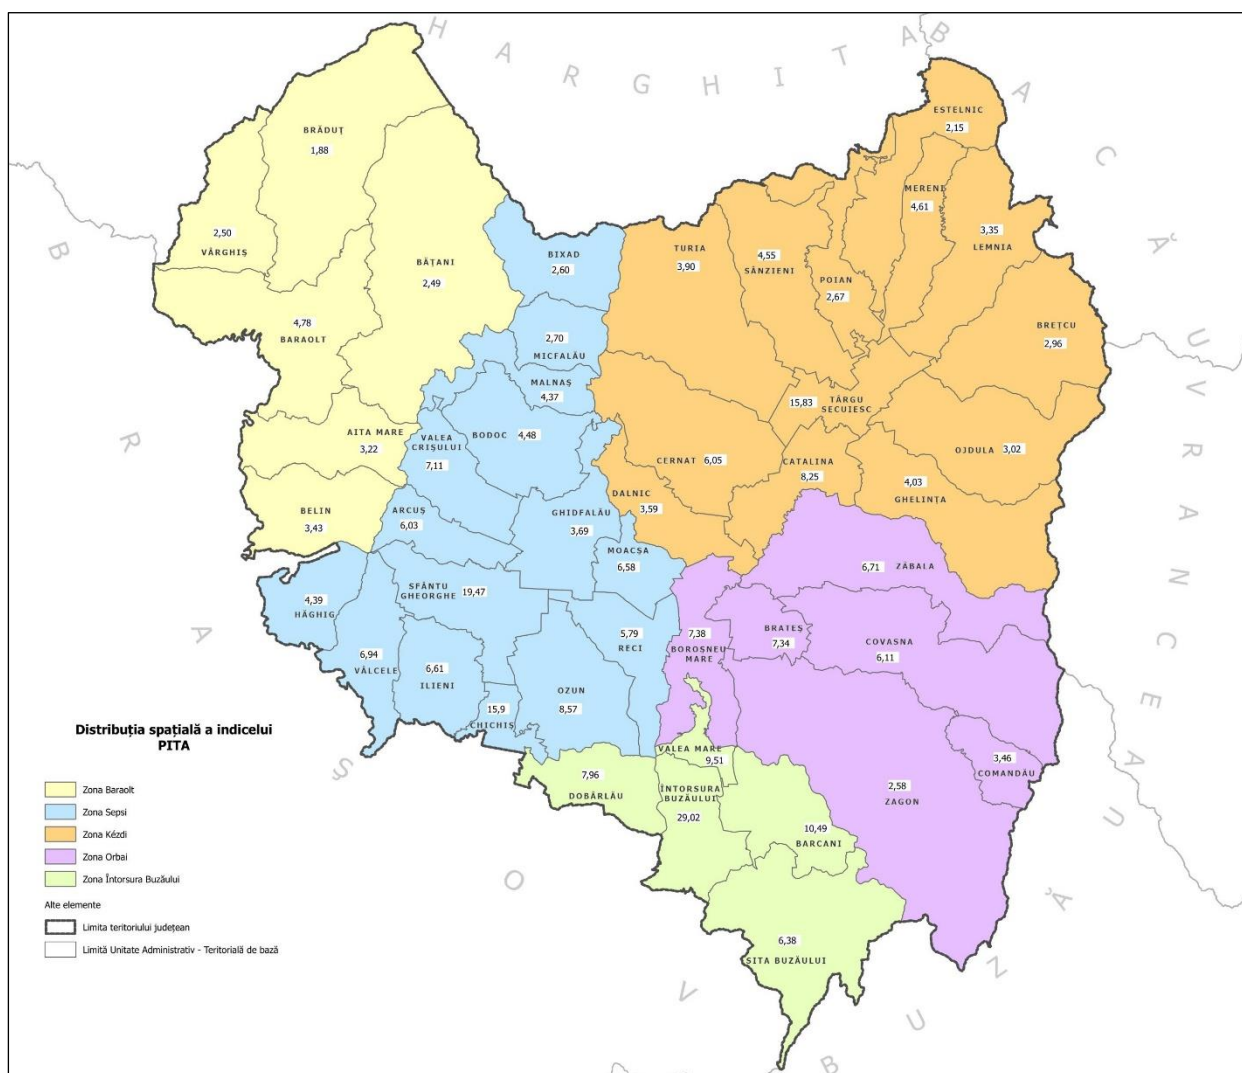 H A R G H I T A
B A C Ă U
V R A N C E A
B U Z Ă U
B R A Ș O V
ESTELNIC
2,15
BRĂDUȚ
1,88
MERENI
4,61
2,50
VÂRGHIȘ
3,35
LEMNIA
BIXAD
2,60
TURIA
3,90
4,55
SÂNZIENI
BĂȚANI
2,49
POIAN
2,67
4,78
BARAOLT
BREȚCU
2,96
2,70
MICFALĂU
MALNAȘ
4,37
15,83
TÂRGU
SECUIESC
AITA MARE
3,22
VALEA
CRIȘULUI
7,11
BODOC
4,48
CERNAT
6,05
CATALINA
8,25
OJDULA
3,02
4,03
GHELINȚA
DALNIC
3,59
BELIN
3,43
ARCUȘ
6,03
GHIDFALĂU
3,69
MOACȘA
6,58
6,71
ZĂBALA
SFÂNTU
GHEORGHE
19,47
4,39
HĂGHIG
5,79
RECI
7,38
BOROȘNEU
MARE
BRATEȘ
7,34
COVASNA
6,11
6,94
VÂLCELE
6,61
ILIENI
OZUN
8,57
15,9
CHICHIȘ
VALEA MARE
9,51
3,46
COMANDĂU
7,96
DOBÂRLĂU
ÎNTORSURA
BUZĂULUI
29,02
2,58
ZAGON
10,49
BARCANI
6,38
SITA BUZĂULUI
Distribuția spațială a indicelui
PITA
Zona Baraolt
Zona Sepsi
Zona Kézdi
Zona Orbai
Zona Întorsura Buzăului
Alte elemente
Limita teritoriului județean
Limită Unitate Administrativ - Teritorială de bază